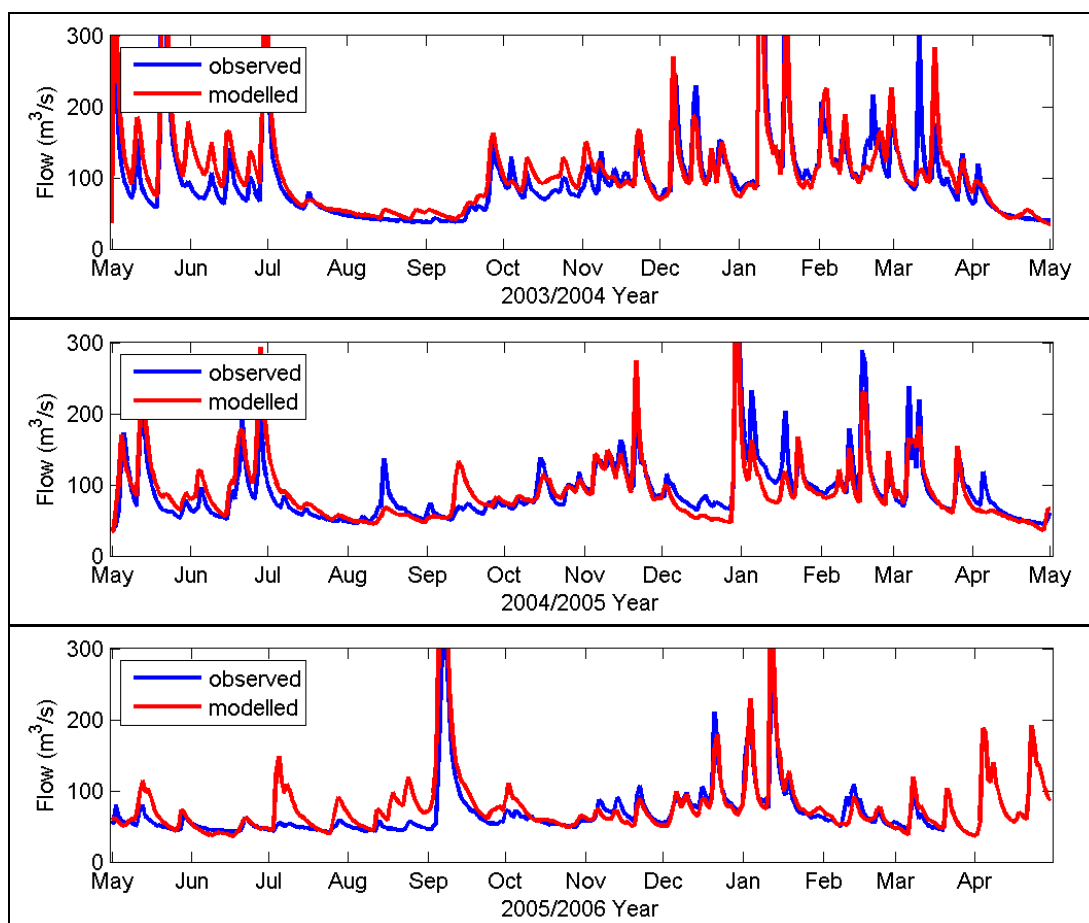 300
200
100
0
Flow (m³/s)
observed
modelled
May Jun Jul Aug Sep Oct Nov Dec Jan Feb Mar Apr May
2003/2004 Year
300
200
100
0
Flow (m³/s)
observed
modelled
May Jun Jul Aug Sep Oct Nov Dec Jan Feb Mar Apr May
2004/2005 Year
300
200
100
0
Flow (m³/s)
observed
modelled
May Jun Jul Aug Sep Oct Nov Dec Jan Feb Mar Apr
2005/2006 Year